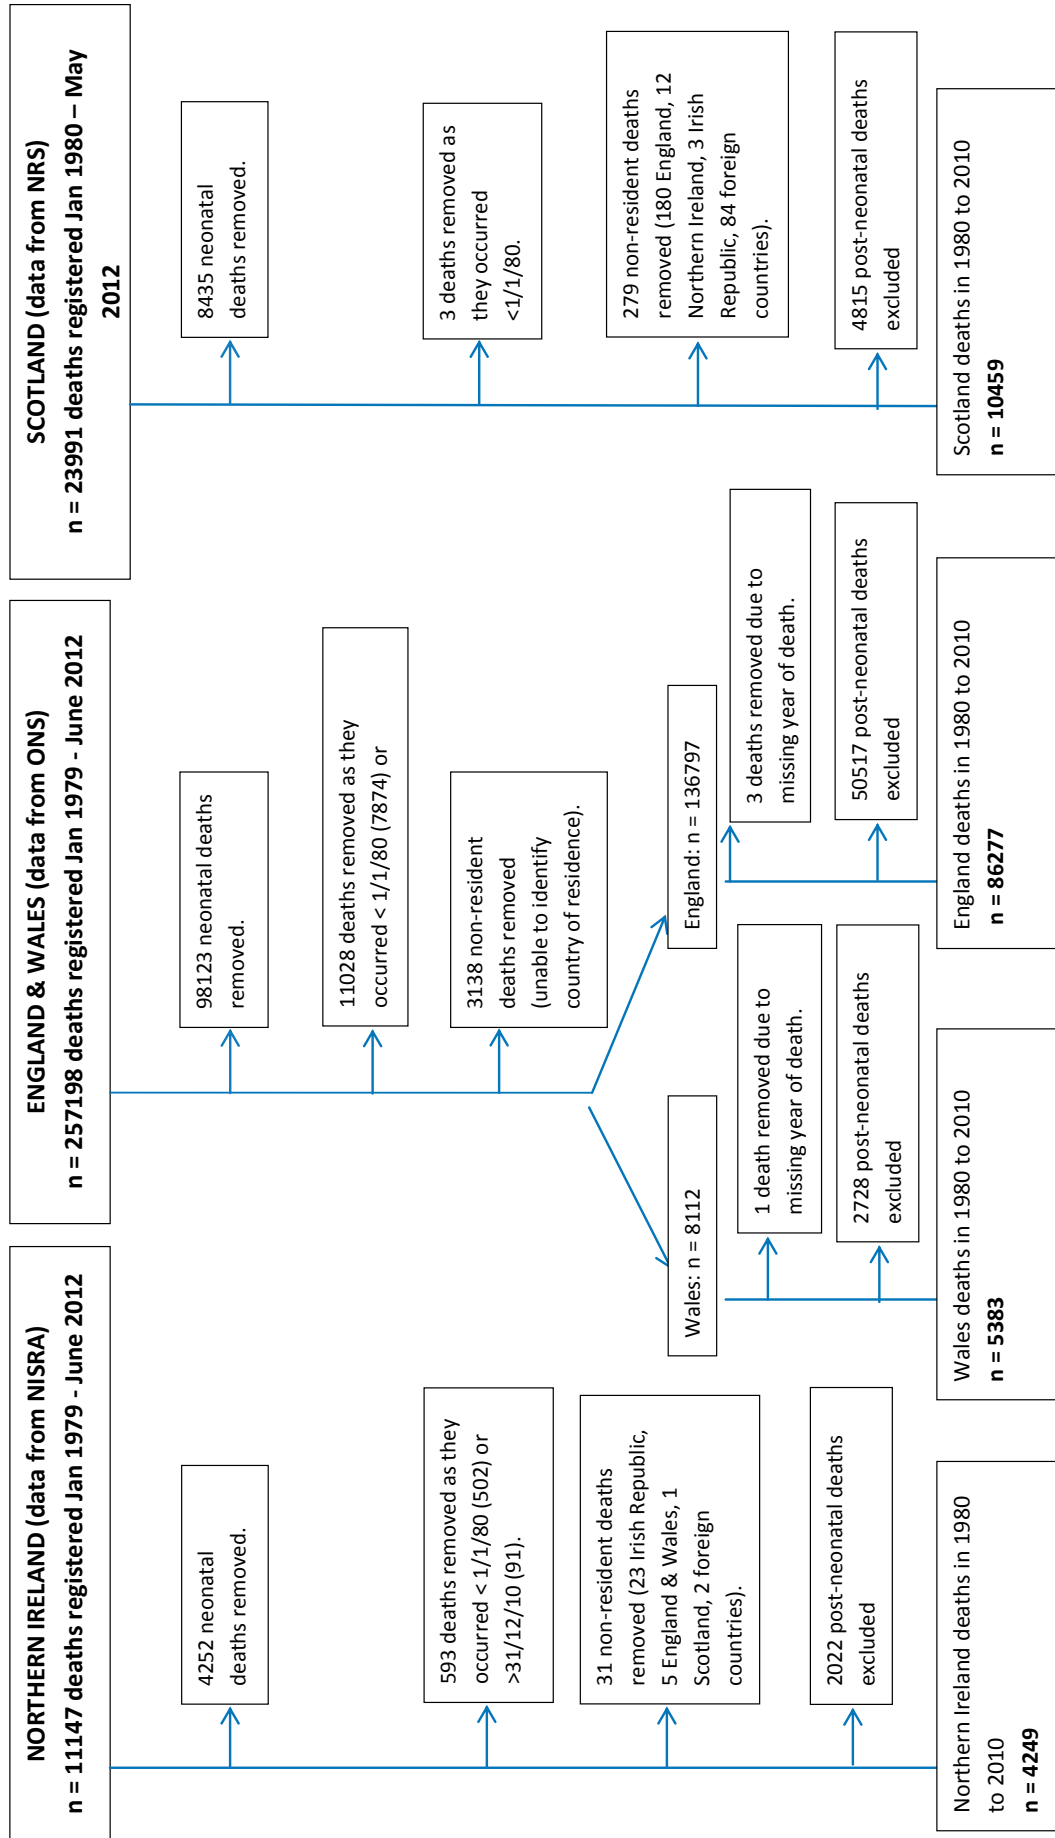 NORTHERN IRELAND (data from NISRA)
n = 11147 deaths registered Jan 1979 - June 2012
4252 neonatal
deaths removed.
593 deaths removed as they
occurred < 1/1/80 (502) or
>31/12/10 (91).
31 non-resident deaths
removed (23 Irish Republic,
5 England & Wales, 1
Scotland, 2 foreign
countries).
2022 post-neonatal deaths
excluded
Northern Ireland deaths in 1980
to 2010
n = 4249
ENGLAND & WALES (data from ONS)
n = 257198 deaths registered Jan 1979 - June 2012
98123 neonatal deaths
removed.
11028 deaths removed as they
occurred < 1/1/80 (7874) or
3138 non-resident
deaths removed
(unable to identify
country of residence).
Wales: n = 8112
1 death removed due to
missing year of death.
2728 post-neonatal deaths
excluded
Wales deaths in 1980 to 2010
n = 5383
England: n = 136797
3 deaths removed due to
missing year of death.
50517 post-neonatal deaths
excluded
England deaths in 1980 to 2010
n = 86277
SCOTLAND (data from NRS)
n = 23991 deaths registered Jan 1980 – May
2012
8435 neonatal
deaths removed.
3 deaths removed as
they occurred
<1/1/80.
279 non-resident deaths
removed (180 England, 12
Northern Ireland, 3 Irish
Republic, 84 foreign
countries).
4815 post-neonatal deaths
excluded
Scotland deaths in 1980 to 2010
n = 10459